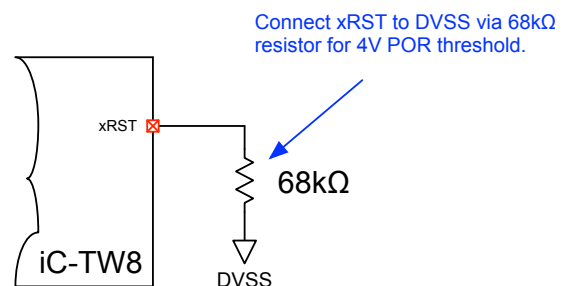 Connect xRST to DVSS via 68kΩ
resistor for 4V POR threshold.
xRST
68kΩ
iC-TW8
DVSS